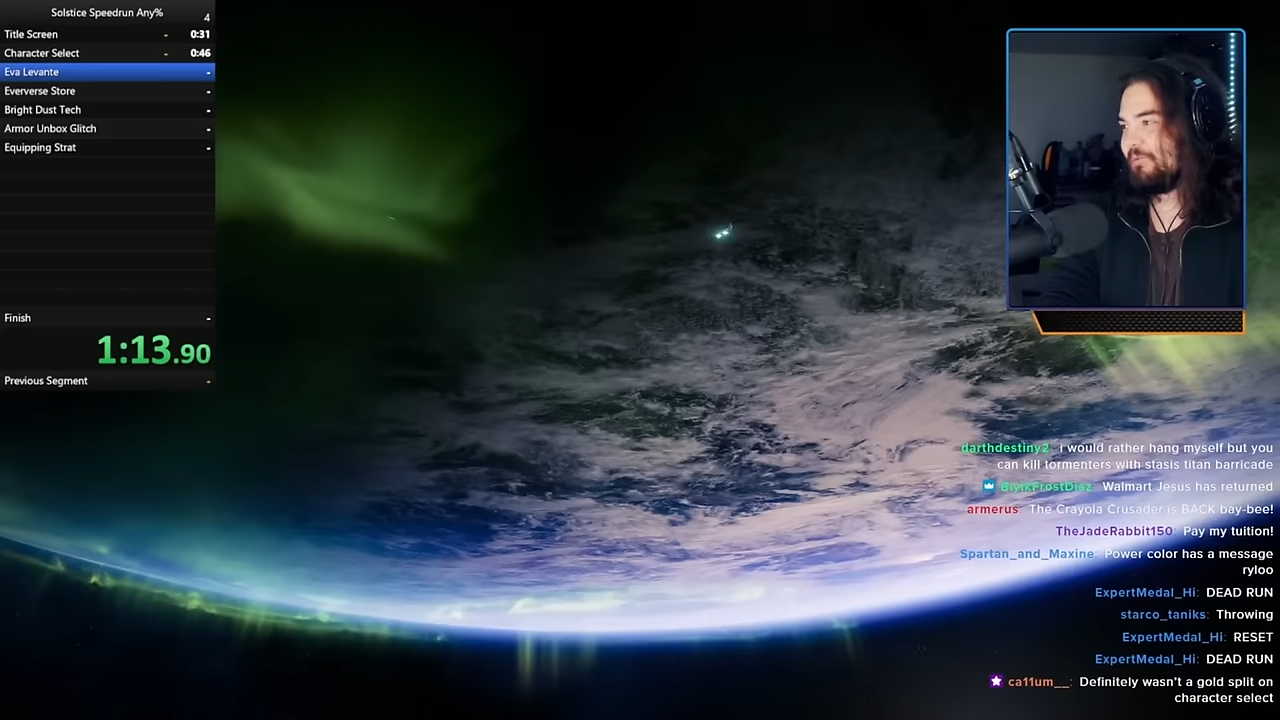 Solstice Speedrun Any%
4
Title Screen - 0:31
Character Select - 0:46
Eva Levante -
Eververse Store -
Bright Dust Tech -
Armor Unbox Glitch -
Equipping Strat -
Finish -
1:13.90
Previous Segment -
darthdestiny2: i would rather hang myself but you
can kill tormenters with stasis titan barricade
BiyikFrostDiaz: Walmart Jesus has returned
armerus: The Crayola Crusader is BACK bay-bee!
TheJadeRabbit150: Pay my tuition!
Spartan_and_Maxine: Power color has a message
ryloo
ExpertMedal_Hi: DEAD RUN
starco_taniks: Throwing
ExpertMedal_Hi: RESET
ExpertMedal_Hi: DEAD RUN
ca11um__: Definitely wasn't a gold split on
character select